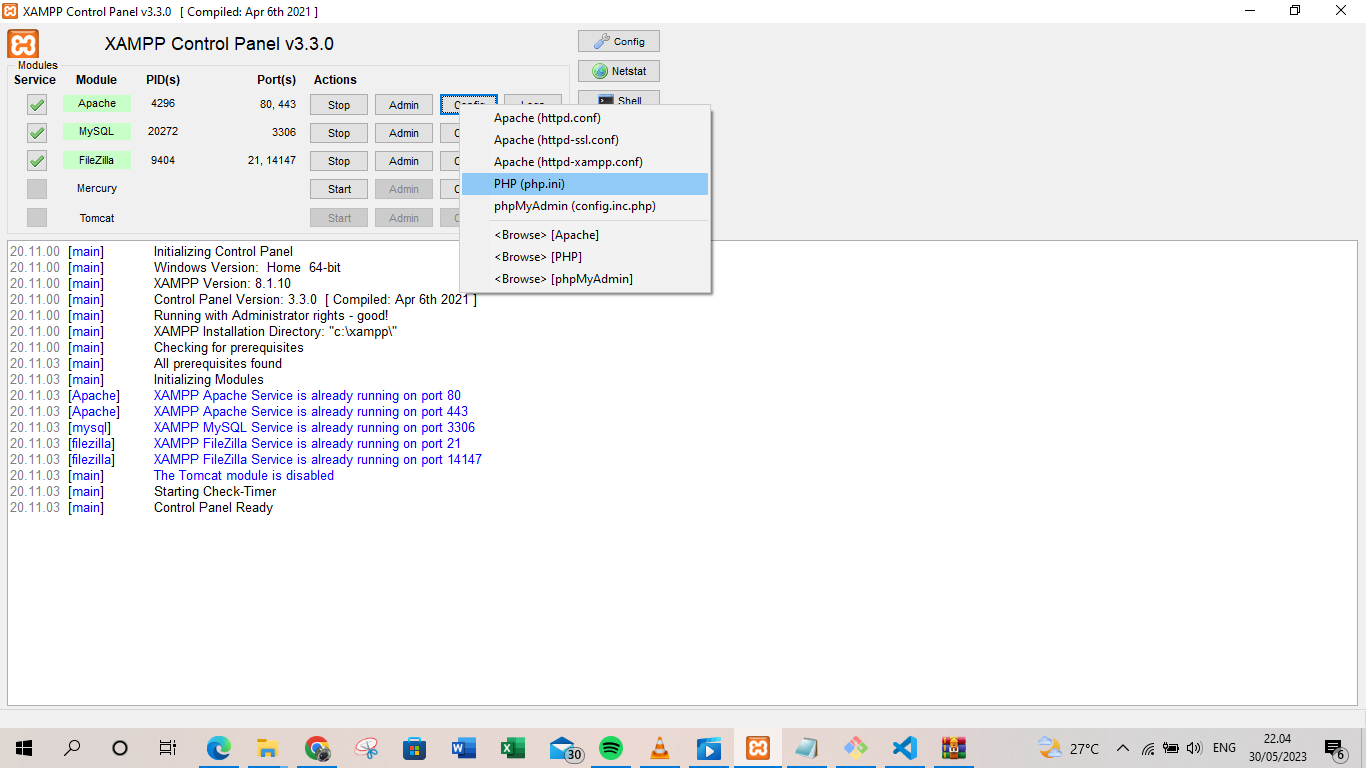 XAMPP Control Panel v3.3.0 [ Compiled: Apr 6th 2021 ]
XAMPP Control Panel v3.3.0
Config
Modules
Service Module PID(s) Port(s) Actions
Netstat
Apache 4296 80, 443 Stop Admin Config Logs
Shell
MySQL 20272 3306 Stop Admin
FileZilla 9404 21, 14147 Stop Admin
Mercury Start Admin
Tomcat Start Admin
Apache (httpd.conf)
Apache (httpd-ssl.conf)
Apache (httpd-xampp.conf)
PHP (php.ini)
phpMyAdmin (config.inc.php)
<Browse> [Apache]
<Browse> [PHP]
<Browse> [phpMyAdmin]
20.11.00 [main] Initializing Control Panel
20.11.00 [main] Windows Version: Home 64-bit
20.11.00 [main] XAMPP Version: 8.1.10
20.11.00 [main] Control Panel Version: 3.3.0 [ Compiled: Apr 6th 2021 ]
20.11.00 [main] Running with Administrator rights - good!
20.11.00 [main] XAMPP Installation Directory: "c:\xampp\"
20.11.00 [main] Checking for prerequisites
20.11.03 [main] All prerequisites found
20.11.03 [main] Initializing Modules
20.11.03 [Apache] XAMPP Apache Service is already running on port 80
20.11.03 [Apache] XAMPP Apache Service is already running on port 443
20.11.03 [mysql] XAMPP MySQL Service is already running on port 3306
20.11.03 [filezilla] XAMPP FileZilla Service is already running on port 21
20.11.03 [filezilla] XAMPP FileZilla Service is already running on port 14147
20.11.03 [main] The Tomcat module is disabled
20.11.03 [main] Starting Check-Timer
20.11.03 [main] Control Panel Ready
30
27°C
ENG
22.04
30/05/2023
6